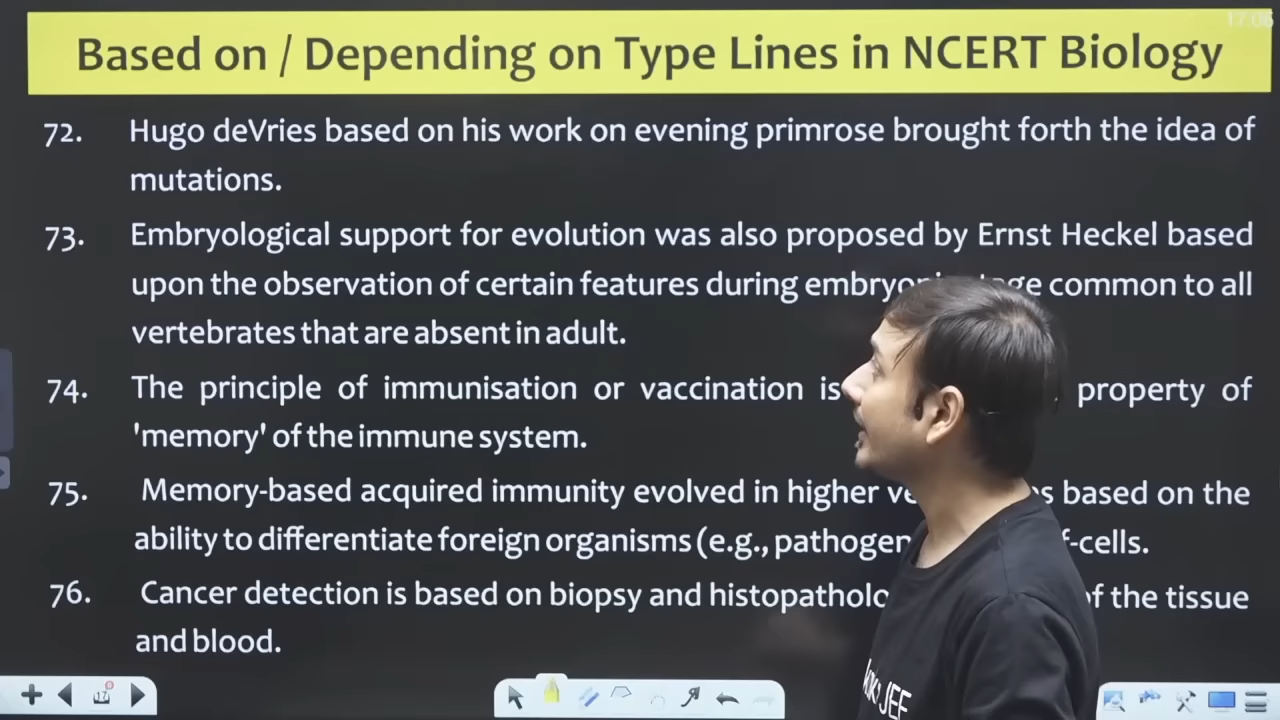 17:06
Based on / Depending on Type Lines in NCERT Biology
72. Hugo deVries based on his work on evening primrose brought forth the idea of
mutations.
73. Embryological support for evolution was also proposed by Ernst Heckel based
upon the observation of certain features during common to all
vertebrates that are absent in adult.
74. The principle of immunisation or vaccination is property of
'memory' of the immune system.
75. Memory-based acquired immunity evolved in higher based on the
ability to differentiate foreign organisms (e.g., -cells.
76. Cancer detection is based on biopsy and of the tissue
and blood.
17
JEE